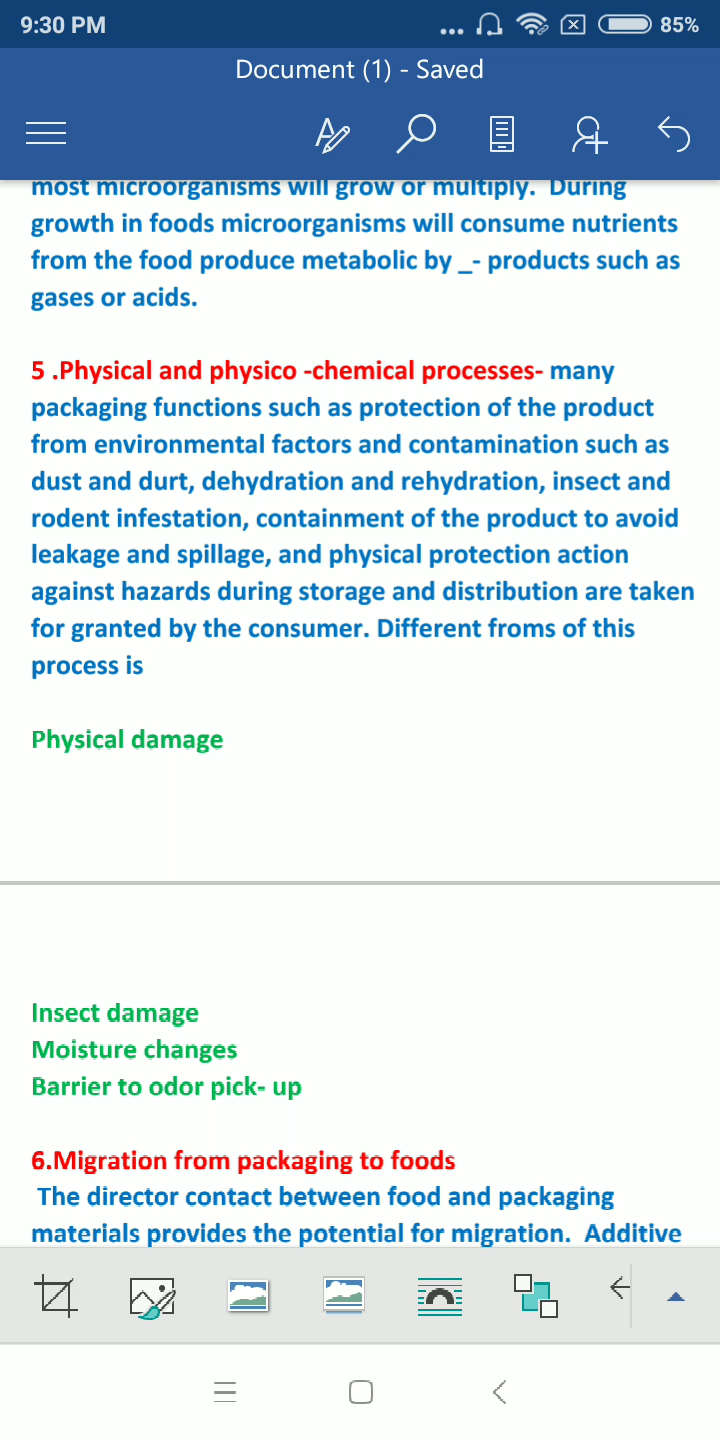 9:30 PM
85%
Document (1) - Saved
most microorganisms will grow or multiply.  During
growth in foods microorganisms will consume nutrients
from the food produce metabolic by _- products such as
gases or acids.
5 .Physical and physico -chemical processes- many
packaging functions such as protection of the product
from environmental factors and contamination such as
dust and durt, dehydration and rehydration, insect and
rodent infestation, containment of the product to avoid
leakage and spillage, and physical protection action
against hazards during storage and distribution are taken
for granted by the consumer. Different froms of this
process is
Physical damage
Insect damage
Moisture changes
Barrier to odor pick- up
6.Migration from packaging to foods
The director contact between food and packaging
materials provides the potential for migration.  Additive